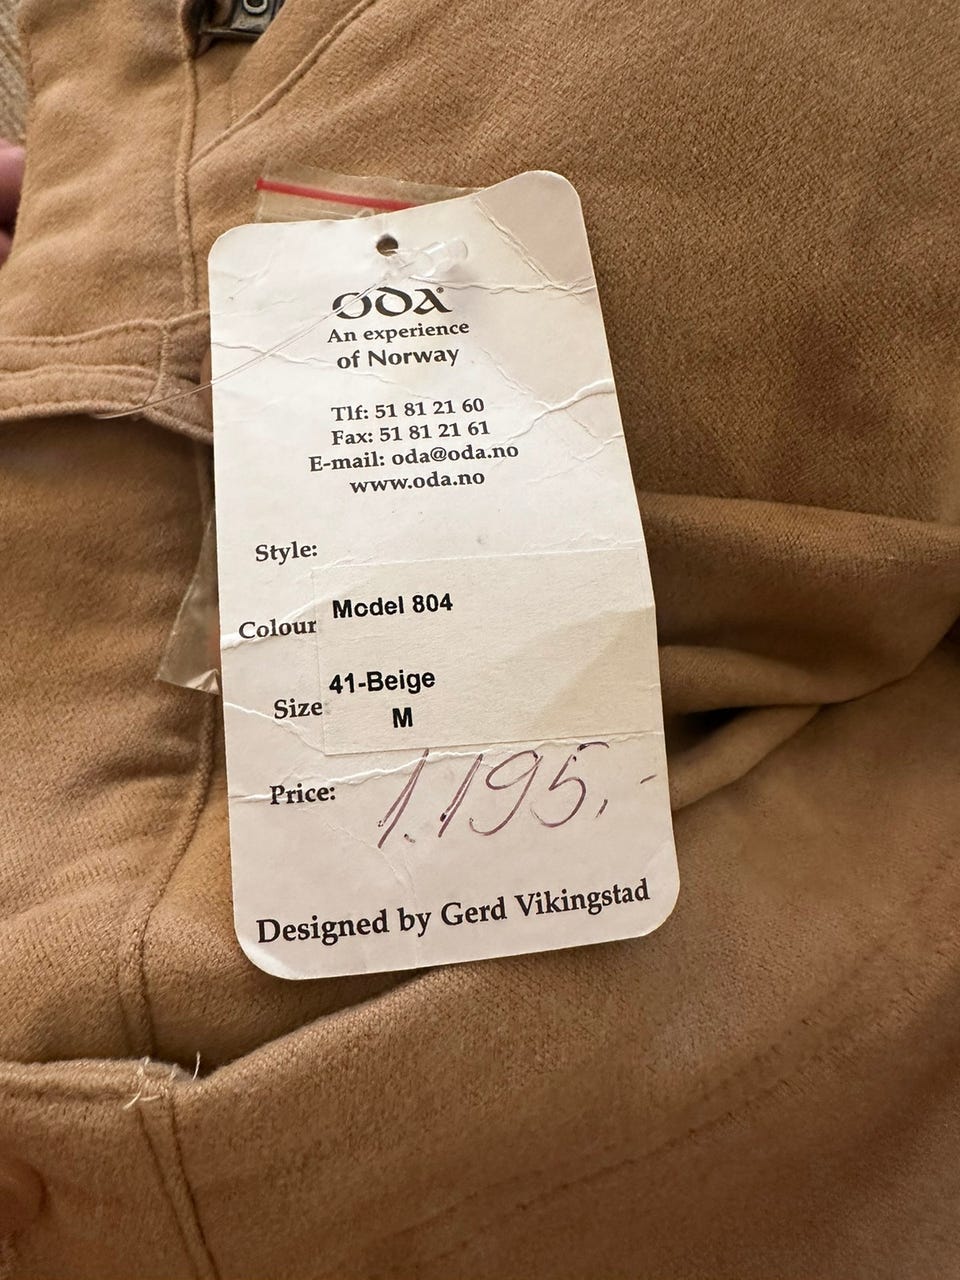 ODA®
An experience
of Norway
Tlf: 51 81 21 60
Fax: 51 81 21 61
E-mail: oda@oda.no
www.oda.no
Style:
Model 804
Colour
41-Beige
Size
M
Price: 1.195,-
Designed by Gerd Vikingstad